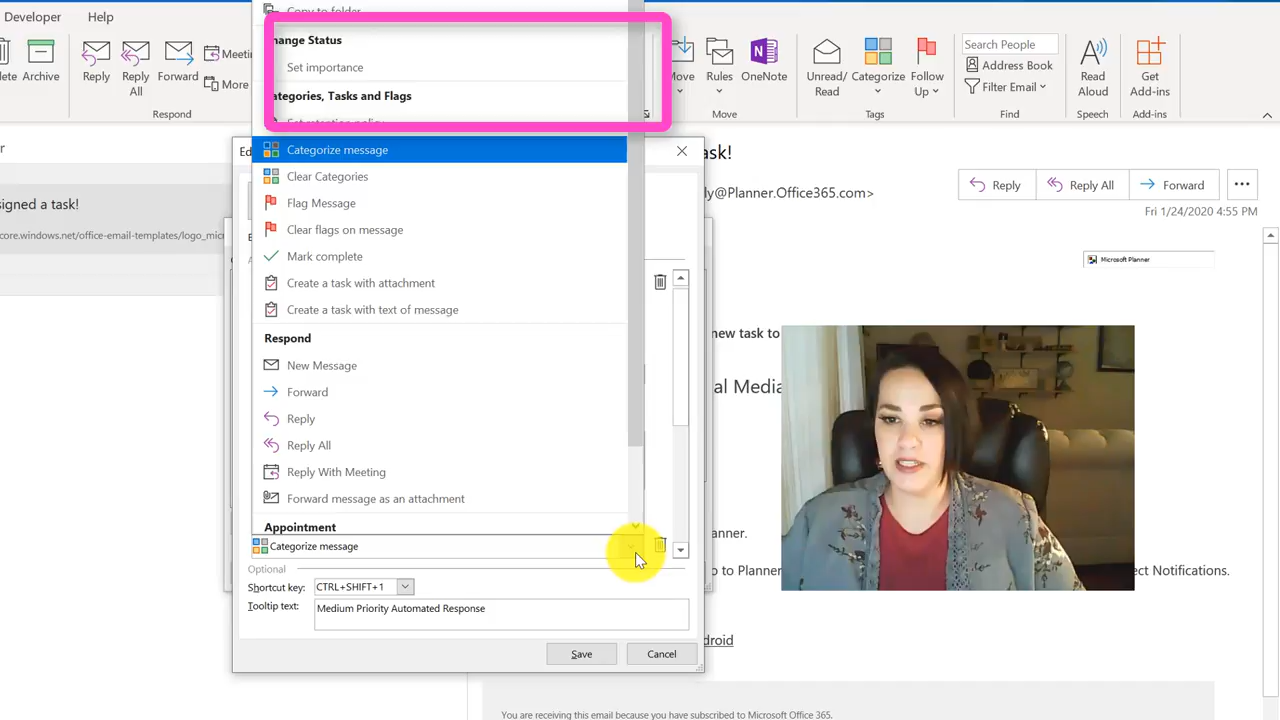 Developer
Help
Copy to folder
Change Status
Set importance
Categories, Tasks and Flags
Set retention policy
Categorize message
Clear Categories
Flag Message
Clear flags on message
Mark complete
Create a task with attachment
Create a task with text of message
Respond
New Message
Forward
Reply
Reply All
Reply With Meeting
Forward message as an attachment
Appointment
Categorize message
Optional
Shortcut key: CTRL+SHIFT+1
Tooltip text: Medium Priority Automated Response
Save
Cancel
Archive
Reply
Reply
All
Forward
More
Respond
Move
Rules
OneNote
Move
Unread/
Read
Categorize
Follow
Up
Tags
Search People
Address Book
Filter Email
Find
Read
Aloud
Speech
Get
Add-ins
Add-ins
signed a task!
core.windows.net/office-email-templates/logo_micr
ask!
ly@Planner.Office365.com>
Reply
Reply All
Forward
Fri 1/24/2020 4:55 PM
Microsoft Planner
new task to
al Media
anner.
o to Planner
ect Notifications.
droid
You are receiving this email because you have subscribed to Microsoft Office 365.